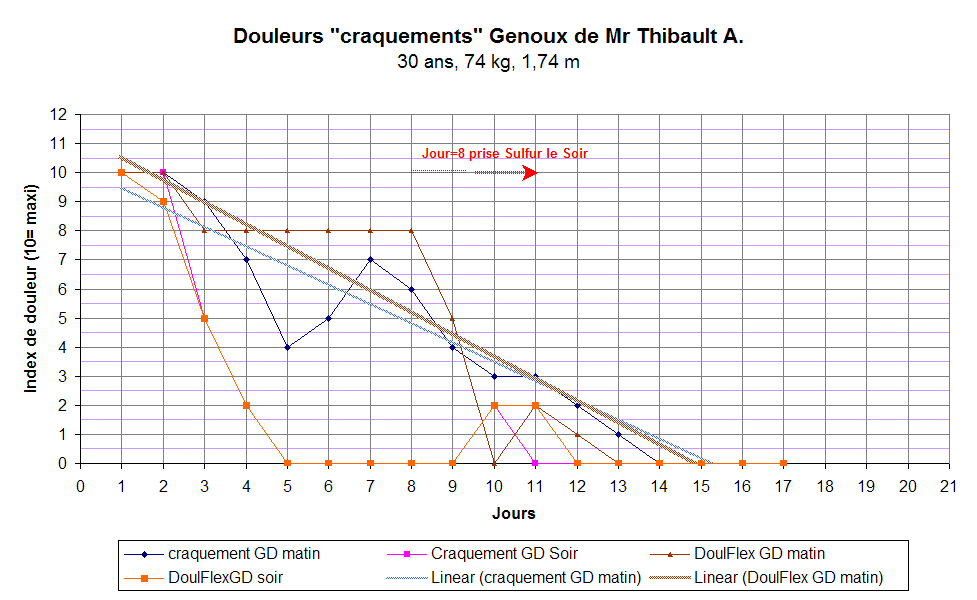 Douleurs "craquements" Genoux de Mr Thibault A.
30 ans, 74 kg, 1,74 m
Index de douleur (10= maxi)
12
11
10
9
8
7
6
5
4
3
2
1
0
Jour=8 prise Sulfur le Soir
0 1 2 3 4 5 6 7 8 9 10 11 12 13 14 15 16 17 18 19 20 21
Jours
craquement GD matin Craquement GD Soir DoulFlex GD matin
DoulFlexGD soir Linear (craquement GD matin) Linear (DoulFlex GD matin)